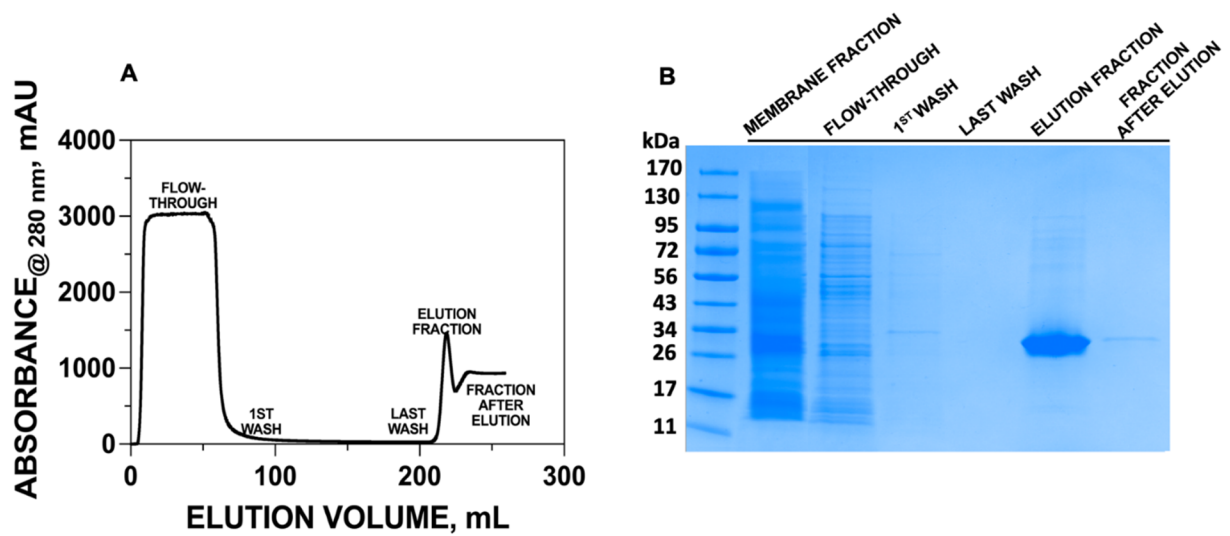 A
ABSORBANCE@ 280 nm, mAU
4000
3000
2000
1000
0
FLOW-
THROUGH
1ST
WASH
LAST
WASH
ELUTION
FRACTION
FRACTION
AFTER
ELUTION
0
100
200
300
ELUTION VOLUME, mL
B
MEMBRANE FRACTION
FLOW-THROUGH
1ST WASH
LAST WASH
ELUTION FRACTION
FRACTION
AFTER ELUTION
kDa
170
130
95
72
56
43
34
26
17
11